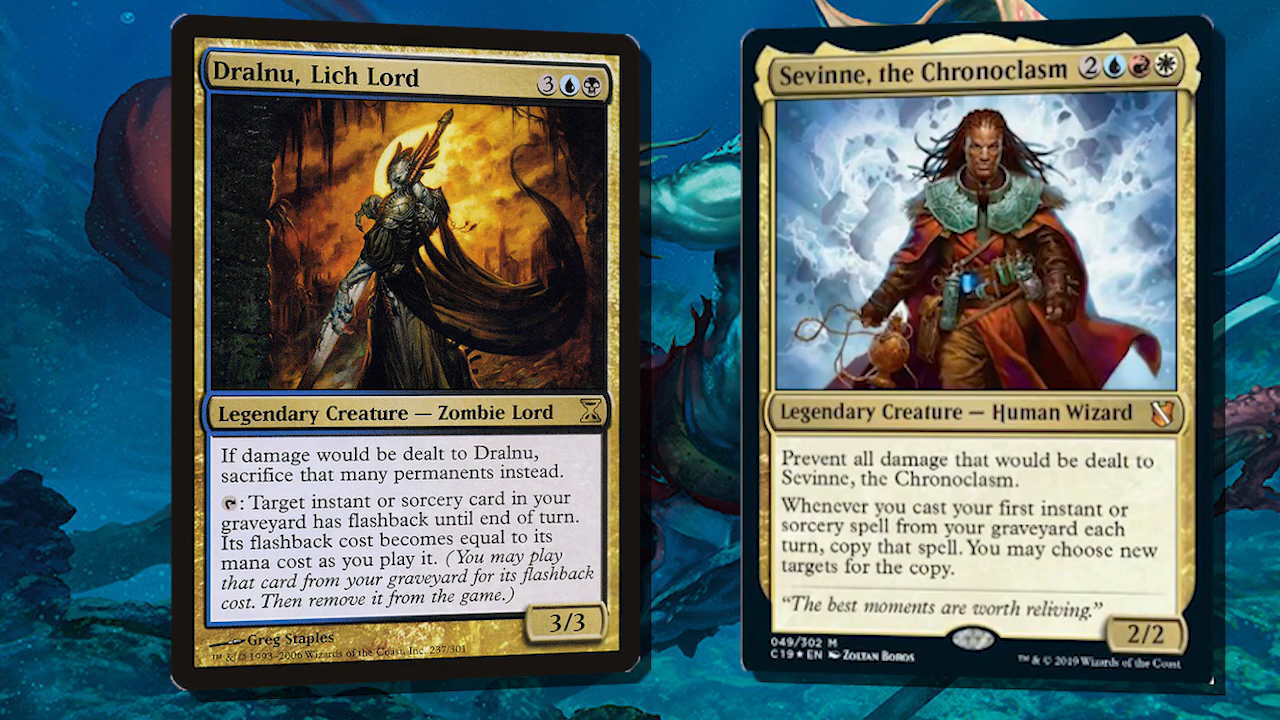 Dralnu, Lich Lord
3
Legendary Creature — Zombie Lord
If damage would be dealt to Dralnu,
sacrifice that many permanents instead.
: Target instant or sorcery card in your
graveyard has flashback until end of turn.
Its flashback cost becomes equal to its
mana cost as you play it. (You may play
that card from your graveyard for its flashback
cost. Then remove it from the game.)
3/3
Greg Staples
™ & © 1993–2006 Wizards of the Coast, Inc. 237/301
Sevinne, the Chronoclasm
2
Legendary Creature — Human Wizard
Prevent all damage that would be dealt to
Sevinne, the Chronoclasm.
Whenever you cast your first instant or
sorcery spell from your graveyard each
turn, copy that spell. You may choose new
targets for the copy.
“The best moments are worth reliving.”
2/2
049/302 M
C19★EN Zoltan Boros
™ & © 2019 Wizards of the Coast